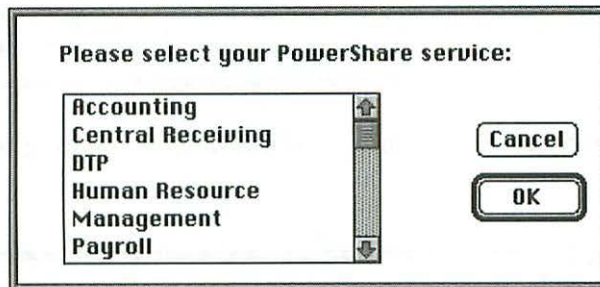 Please select your PowerShare service:
Accounting
Central Receiving
DTP
Human Resource
Management
Payroll
Cancel
OK